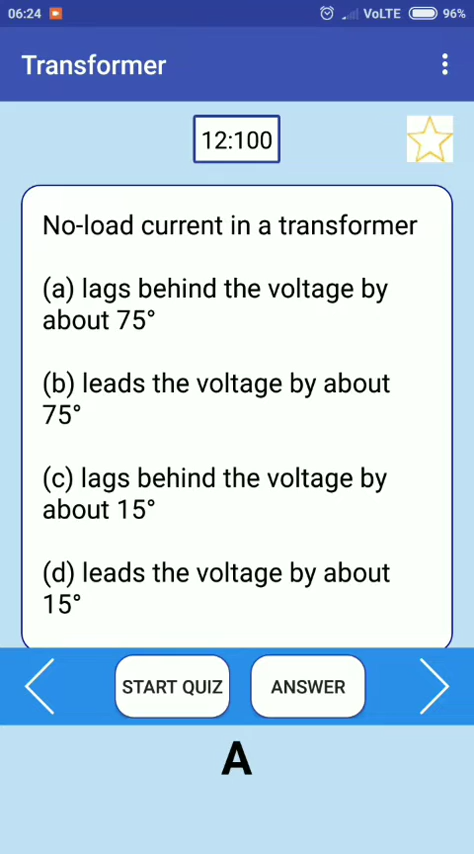 06:24 VoLTE 96%
Transformer
12:100
No-load current in a transformer
(a) lags behind the voltage by
about 75°
(b) leads the voltage by about
75°
(c) lags behind the voltage by
about 15°
(d) leads the voltage by about
15°
START QUIZ ANSWER
A